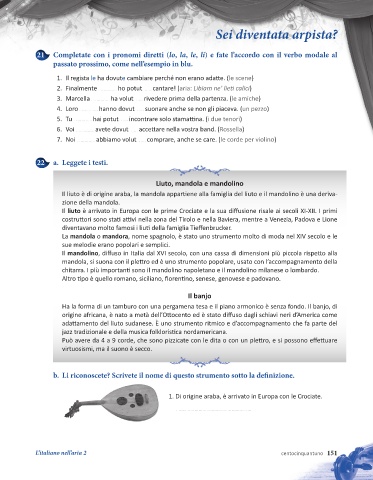 Sei diventata arpista?
21 Completate con i pronomi diretti (lo, la, le, li) e fate l'accordo con il verbo modale al
passato prossimo, come nell'esempio in blu.
1. Il regista le ha dovute cambiare perché non erano adatte. (le scene)
2. Finalmente ........ ho potut ... cantare! (aria: Libiam ne' lieti calici)
3. Marcella ........ ha volut ... rivedere prima della partenza. (le amiche)
4. Loro ........ hanno dovut ... suonare anche se non gli piaceva. (un pezzo)
5. Tu ........ hai potut ... incontrare solo stamattina. (i due tenori)
6. Voi ........ avete dovut ... accettare nella vostra band. (Rossella)
7. Noi ........ abbiamo volut ... comprare, anche se care. (le corde per violino)
22 a. Leggete i testi.
Liuto, mandola e mandolino
Il liuto è di origine araba, la mandola appartiene alla famiglia del liuto e il mandolino è una deriva-
zione della mandola.
Il liuto è arrivato in Europa con le prime Crociate e la sua diffusione risale ai secoli XI-XII. I primi
costruttori sono stati attivi nella zona del Tirolo e nella Baviera, mentre a Venezia, Padova e Lione
diventavano molto famosi i liuti della famiglia Tieffenbrucker.
La mandola o mandora, nome spagnolo, è stato uno strumento molto di moda nel XIV secolo e le
sue melodie erano popolari e semplici.
Il mandolino, diffuso in Italia dal XVI secolo, con una cassa di dimensioni più piccola rispetto alla
mandola, si suona con il plettro ed è uno strumento popolare, usato con l'accompagnamento della
chitarra. I più importanti sono il mandolino napoletano e il mandolino milanese o lombardo.
Altro tipo è quello romano, siciliano, fiorentino, senese, genovese e padovano.
Il banjo
Ha la forma di un tamburo con una pergamena tesa e il piano armonico è senza fondo. Il banjo, di
origine africana, è nato a metà dell'Ottocento ed è stato diffuso dagli schiavi neri d'America come
adattamento del liuto sudanese. È uno strumento ritmico e d'accompagnamento che fa parte del
jazz tradizionale e della musica folkloristica nordamericana.
Può avere da 4 a 9 corde, che sono pizzicate con le dita o con un plettro, e si possono effettuare
virtuosismi, ma il suono è secco.
b. Li riconoscete? Scrivete il nome di questo strumento sotto la definizione.
1. Di origine araba, è arrivato in Europa con le Crociate.
........................................
L'italiano nell'arte 2
centocinquantuno 151